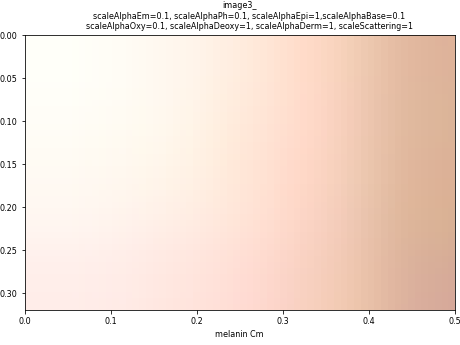 image3_
scaleAlphaEm=0.1, scaleAlphaPh=0.1, scaleAlphaEpi=1,scaleAlphaBase=0.1
scaleAlphaOxy=0.1, scaleAlphaDeoxy=1, scaleAlphaDerm=1, scaleScattering=1
0.00
0.05
0.10
0.15
0.20
0.25
0.30
0.0 0.1 0.2 0.3 0.4 0.5
melanin Cm